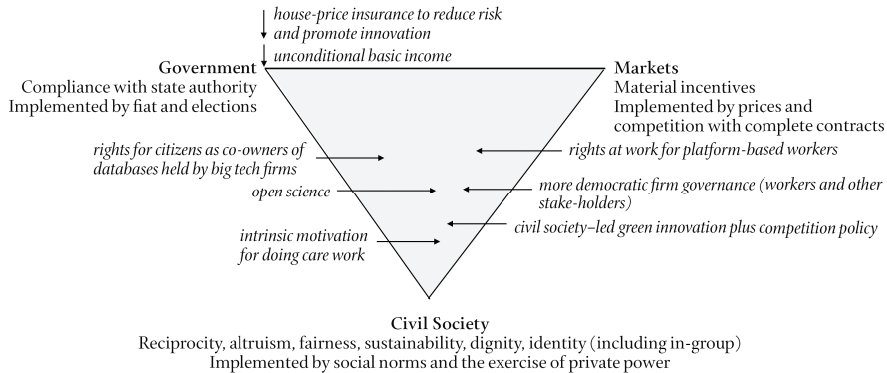 house-price insurance to reduce risk
and promote innovation
unconditional basic income
Government
Compliance with state authority
Implemented by fiat and elections
Markets
Material incentives
Implemented by prices and
competition with complete contracts
rights for citizens as co-owners of
databases held by big tech firms
rights at work for platform-based workers
open science
more democratic firm governance (workers and other
stake-holders)
civil society–led green innovation plus competition policy
intrinsic motivation
for doing care work
Civil Society
Reciprocity, altruism, fairness, sustainability, dignity, identity (including in-group)
Implemented by social norms and the exercise of private power